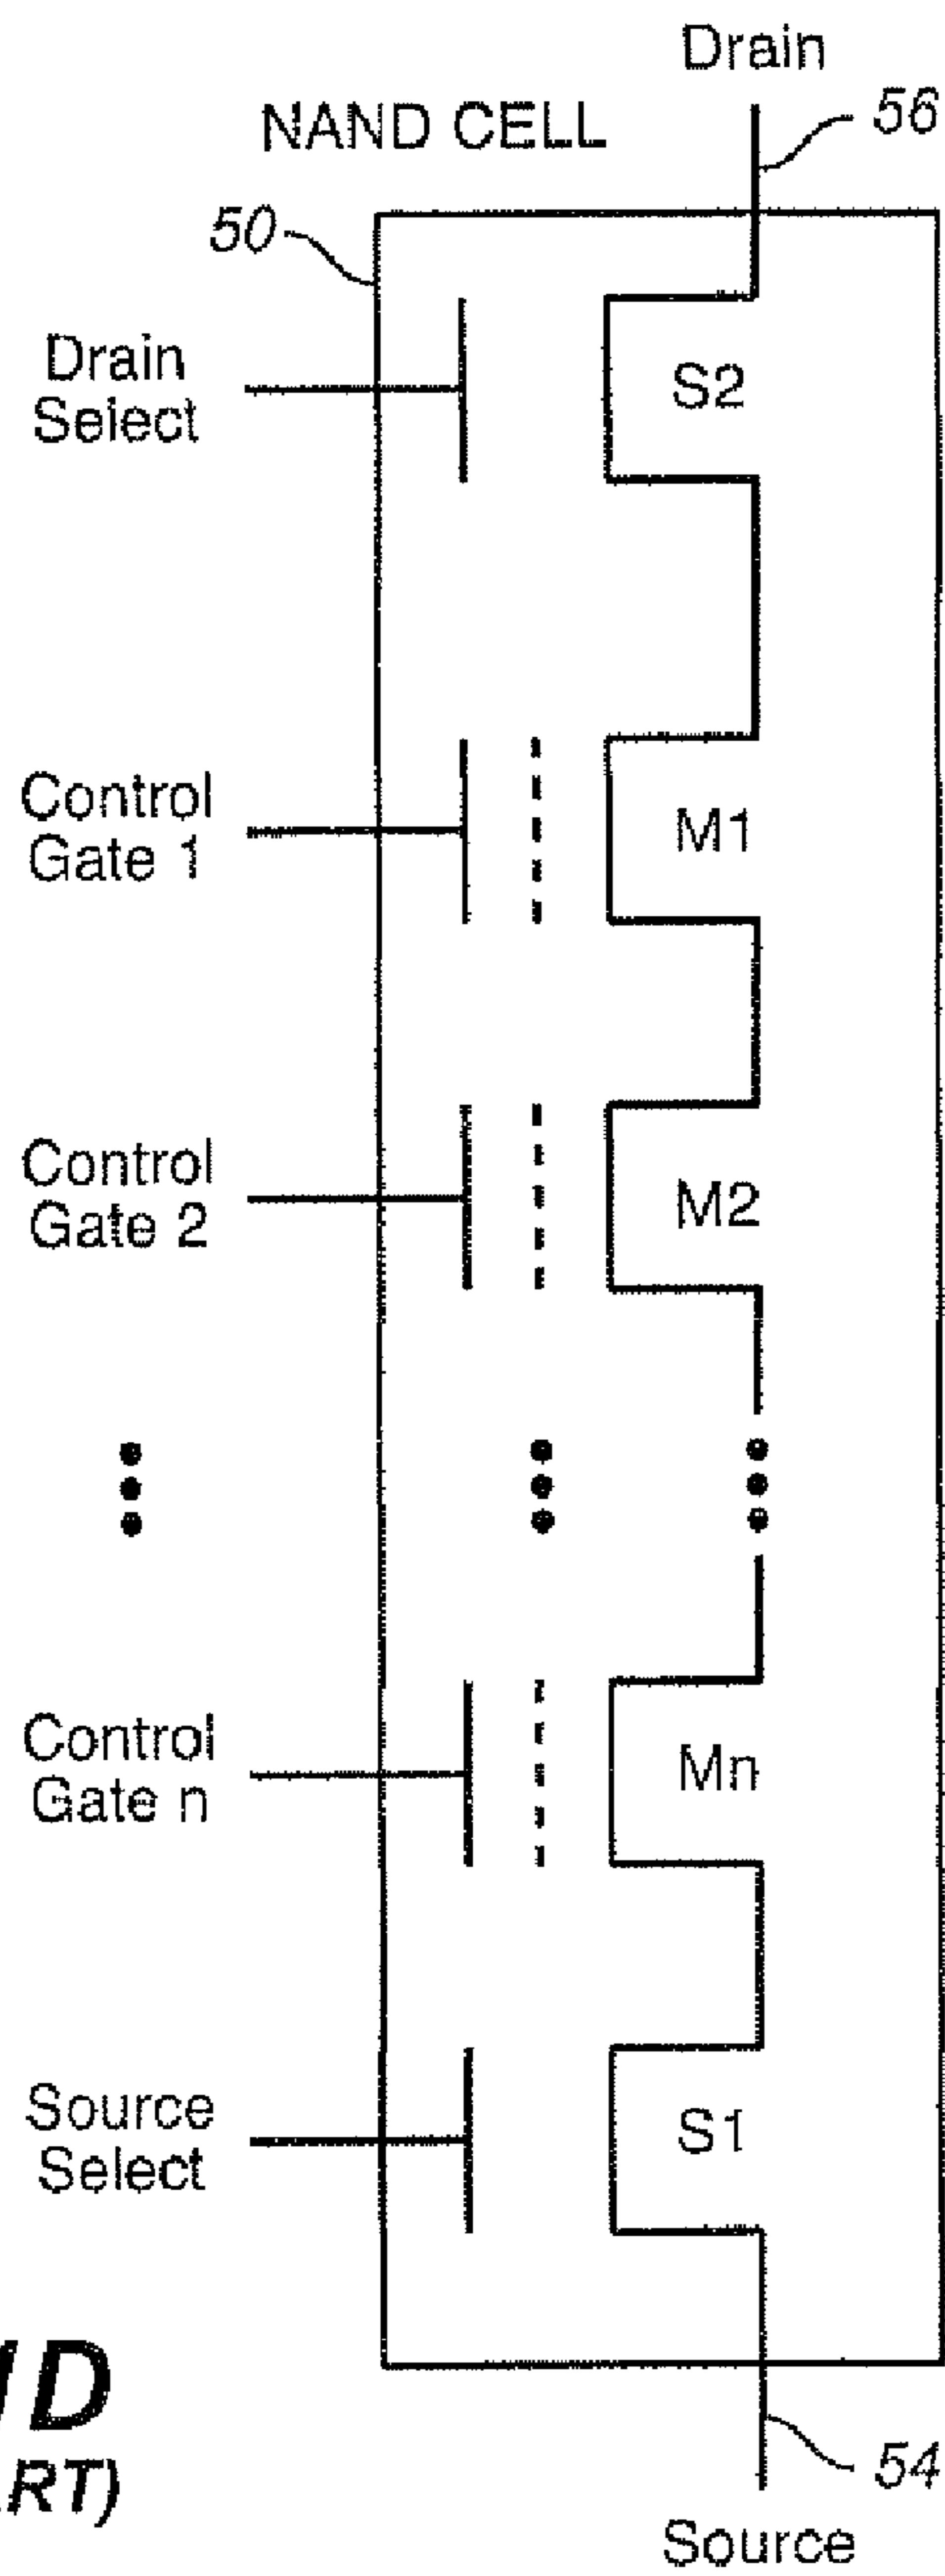 Drain
NAND CELL
56
50
Drain
Select
S2
Control
Gate 1
M1
Control
Gate 2
M2
Control
Gate n
Mn
Source
Select
S1
54
Source